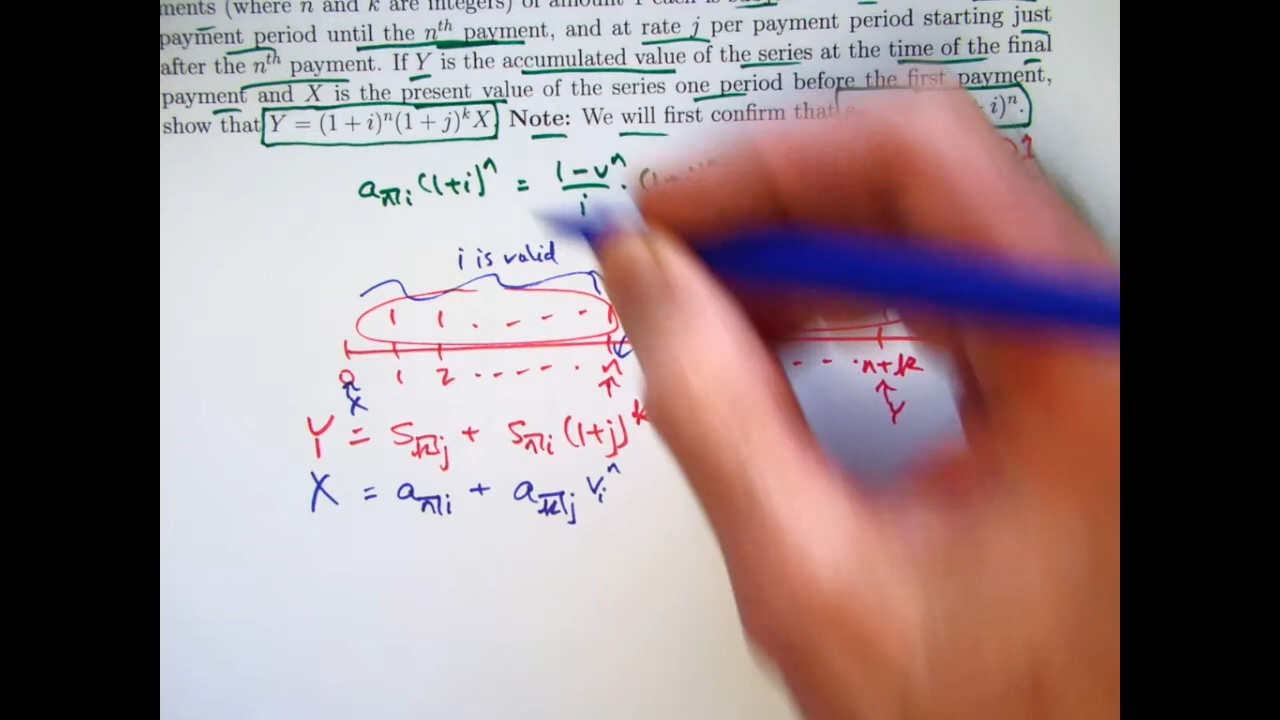 ments (where n and k are integers) of amount 1 each is
payment period until the nᵗʰ payment, and at rate j per payment period starting just
after the nᵗʰ payment. If Y is the accumulated value of the series at the time of the final
payment and X is the present value of the series one period before the first payment,
show that Y = (1 + i)ⁿ(1 + j)ᵏX Note: We will first confirm that i)ⁿ.
a_n⌉i (1+i)ⁿ = (1-vⁿ)/i ·
i is valid
1 1 . - - - 1
0 1 2 ..... n - - . n+k
X Y
Y = s_k⌉j + s_n⌉i (1+j)ᵏ
X = a_n⌉i + a_k⌉j vᵢⁿ